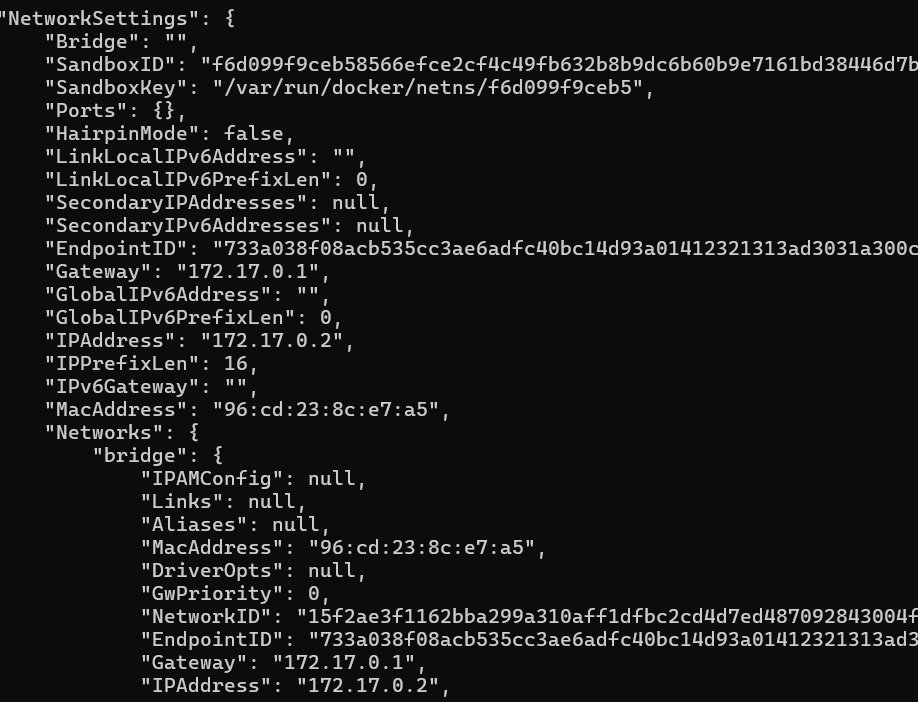 "NetworkSettings": {
"Bridge": "",
"SandboxID": "f6d099f9ceb58566efce2cf4c49fb632b8b9dc6b60b9e7161bd38446d7b
"SandboxKey": "/var/run/docker/netns/f6d099f9ceb5",
"Ports": {},
"HairpinMode": false,
"LinkLocalIPv6Address": "",
"LinkLocalIPv6PrefixLen": 0,
"SecondaryIPAddresses": null,
"SecondaryIPv6Addresses": null,
"EndpointID": "733a038f08acb535cc3ae6adfc40bc14d93a01412321313ad3031a300c
"Gateway": "172.17.0.1",
"GlobalIPv6Address": "",
"GlobalIPv6PrefixLen": 0,
"IPAddress": "172.17.0.2",
"IPPrefixLen": 16,
"IPv6Gateway": "",
"MacAddress": "96:cd:23:8c:e7:a5",
"Networks": {
"bridge": {
"IPAMConfig": null,
"Links": null,
"Aliases": null,
"MacAddress": "96:cd:23:8c:e7:a5",
"DriverOpts": null,
"GwPriority": 0,
"NetworkID": "15f2ae3f1162bba299a310aff1dfbc2cd4d7ed487092843004f
"EndpointID": "733a038f08acb535cc3ae6adfc40bc14d93a01412321313ad3
"Gateway": "172.17.0.1",
"IPAddress": "172.17.0.2",